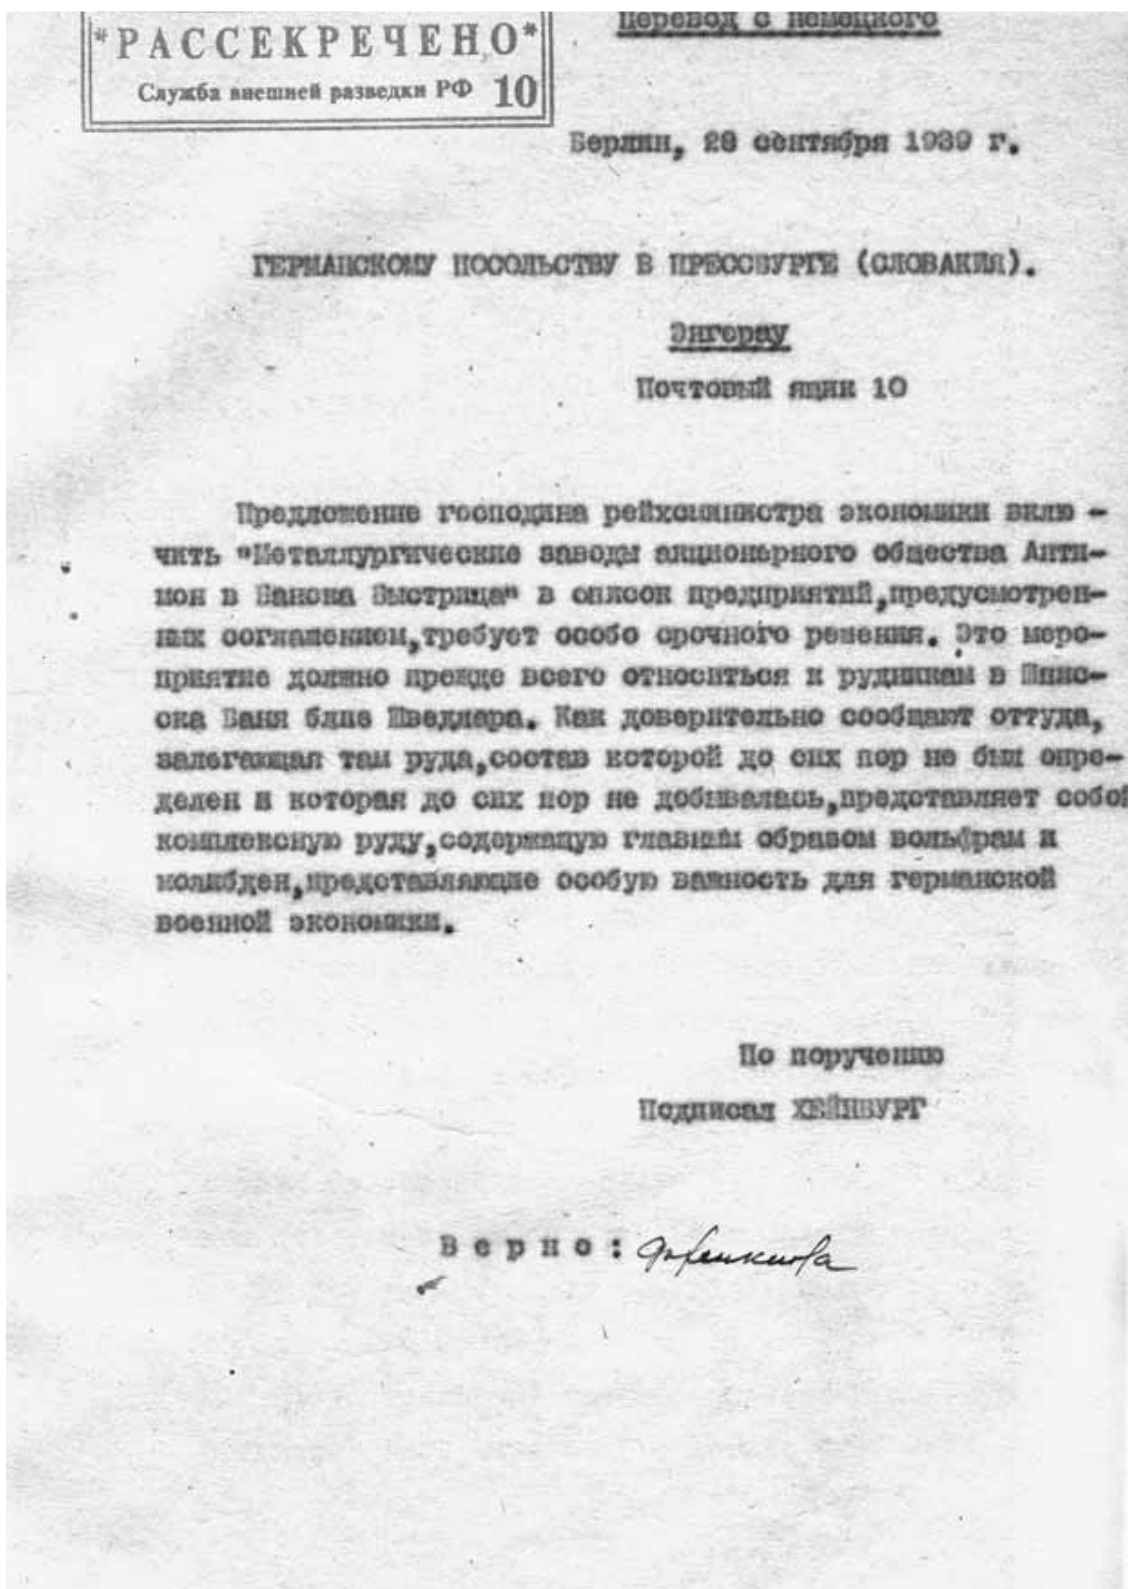 *РАССЕКРЕЧЕНО*
Служба внешней разведки РФ 10
Перевод с немецкого
Берлин, 28 сентября 1939 г.
ГЕРМАНСКОМУ ПОСОЛЬСТВУ В ПРЕССБУРГЕ (СЛОВАКИЯ).
Энгерау
Почтовый ящик 10
Предложение господина рейхсминистра экономики вклю -
чить "Металлургические заводы акционерного общества Анти-
мон в Банска Быстрица" в список предприятий,предусмотрен-
ных соглашением,требует особо срочного решения. Это меро-
приятие должно прежде всего относиться к рудникам в Спис-
ска Баня близ Шведлера. Как доверительно сообщают оттуда,
залегающая там руда,состав которой до сих пор не был опре-
делен и которая до сих пор не добывалась,представляет собой
комплексную руду,содержащую главным образом вольфрам и
молибден,представляющие особую важность для германской
военной экономики.
По поручению
Подписал ХЕЙНБУРГ
Верно: